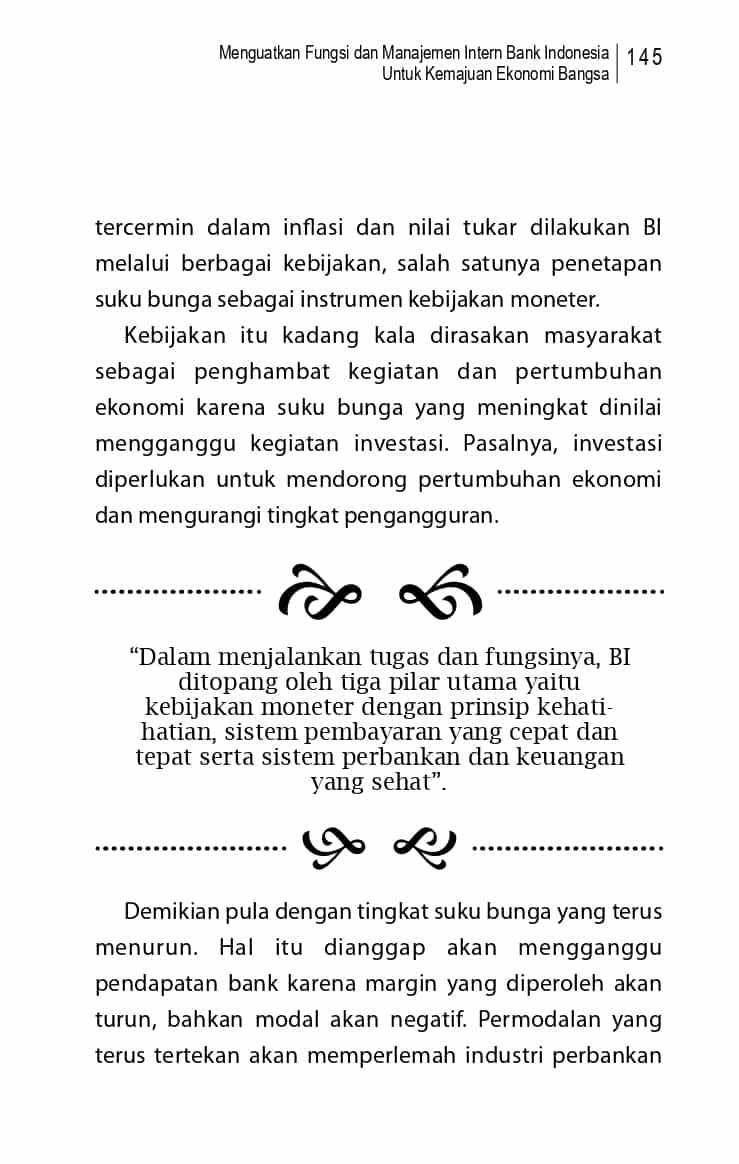 Menguatkan Fungsi dan Manajemen Intern Bank Indonesia
Untuk Kemajuan Ekonomi Bangsa
145
tercermin dalam inflasi dan nilai tukar dilakukan BI
melalui berbagai kebijakan, salah satunya penetapan
suku bunga sebagai instrumen kebijakan moneter.
Kebijakan itu kadang kala dirasakan masyarakat
sebagai penghambat kegiatan dan pertumbuhan
ekonomi karena suku bunga yang meningkat dinilai
mengganggu kegiatan investasi. Pasalnya, investasi
diperlukan untuk mendorong pertumbuhan ekonomi
dan mengurangi tingkat pengangguran.
“Dalam menjalankan tugas dan fungsinya, BI
ditopang oleh tiga pilar utama yaitu
kebijakan moneter dengan prinsip kehati-
hatian, sistem pembayaran yang cepat dan
tepat serta sistem perbankan dan keuangan
yang sehat”.
Demikian pula dengan tingkat suku bunga yang terus
menurun. Hal itu dianggap akan mengganggu
pendapatan bank karena margin yang diperoleh akan
turun, bahkan modal akan negatif. Permodalan yang
terus tertekan akan memperlemah industri perbankan